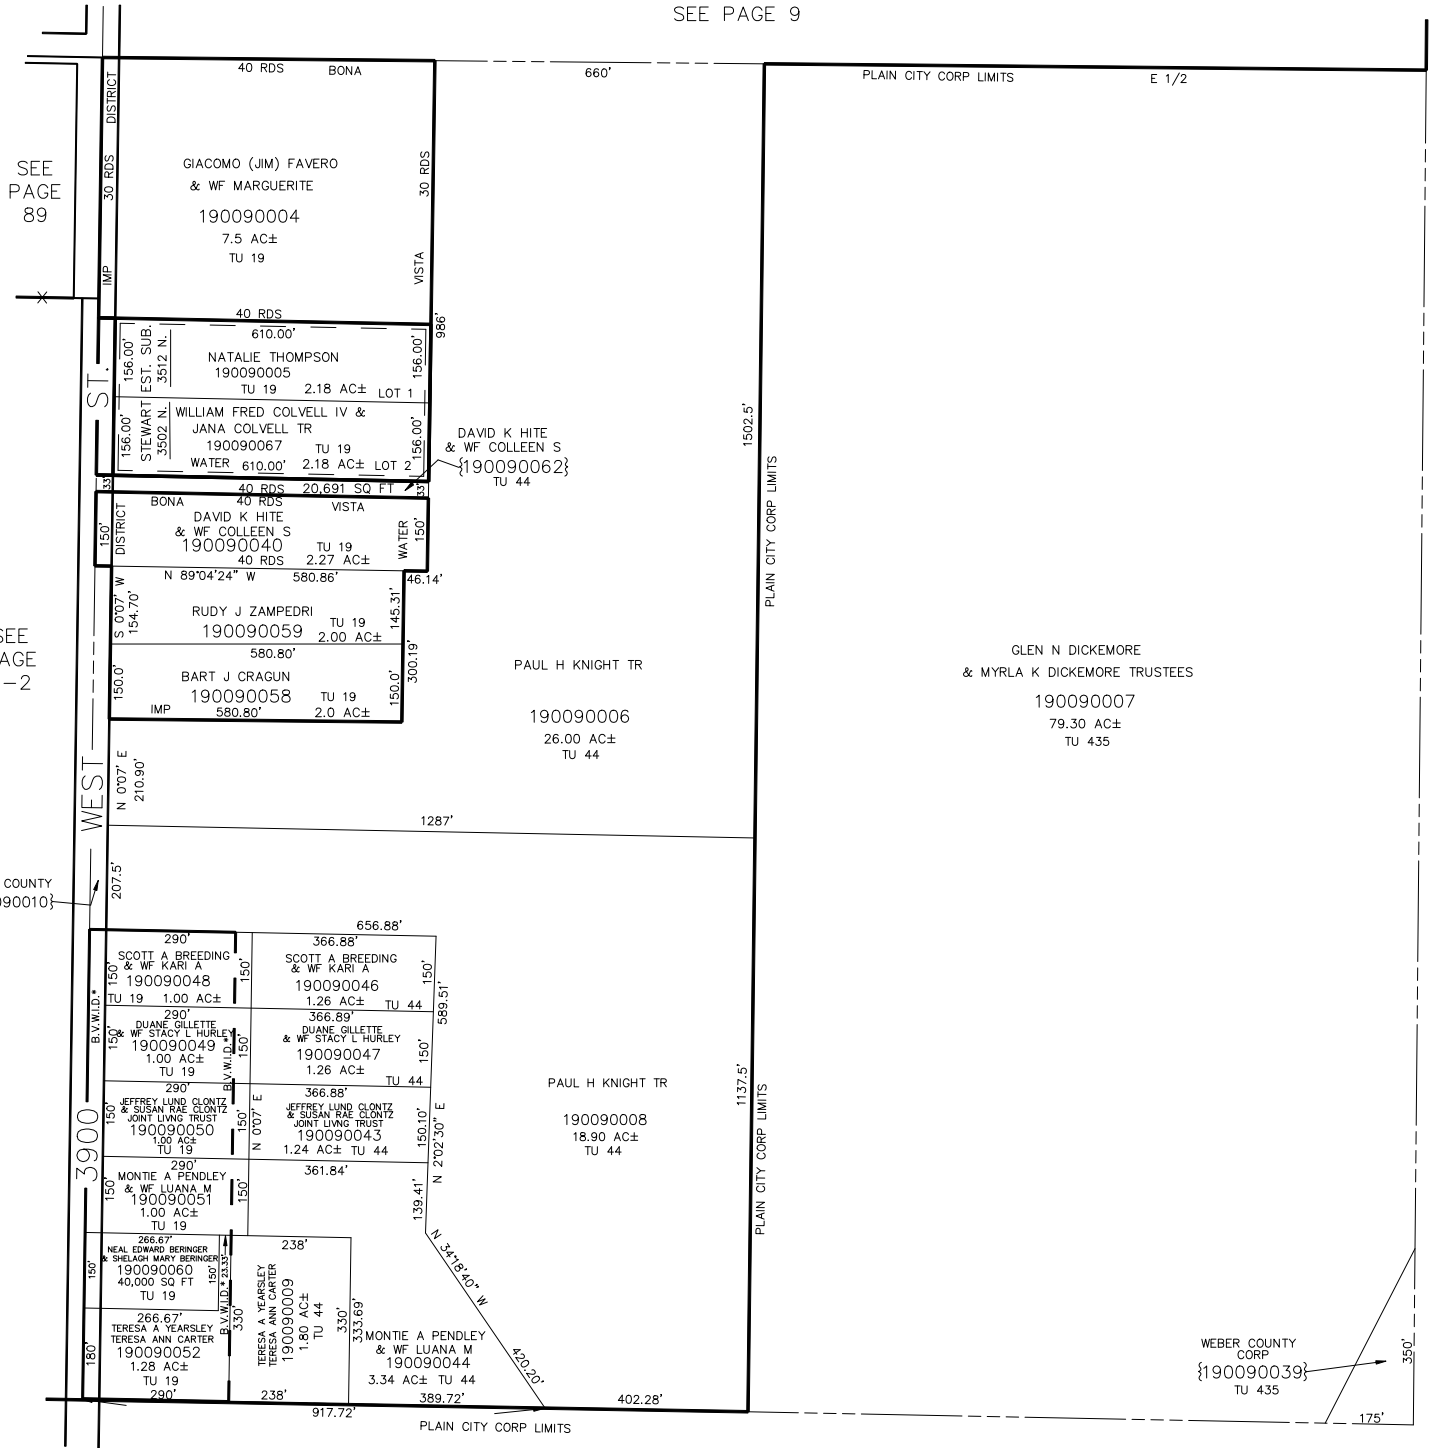 SEE PAGE 9
40 RDS
BONA
660'
PLAIN CITY CORP LIMITS
E 1/2
DISTRICT
30 RDS
IMP
SEE
PAGE
89
GIACOMO (JIM) FAVERO
& WF MARGUERITE
190090004
7.5 AC±
TU 19
30 RDS
VISTA
986'
40 RDS
610.00'
156.00'
STEWART EST. SUB.
3512 N.
NATALIE THOMPSON
190090005
TU 19
2.18 AC±
LOT 1
156.00'
156.00'
3502 N.
WILLIAM FRED COLVELL IV &
JANA COLVELL TR
190090067
TU 19
WATER
610.00'
2.18 AC±
LOT 2
156.00'
DAVID K HITE
& WF COLLEEN S
{190090062}
TU 44
33'
40 RDS
20,691 SQ FT
33'
BONA
40 RDS
VISTA
150'
DISTRICT
DAVID K HITE
& WF COLLEEN S
190090040
TU 19
40 RDS
2.27 AC±
WATER
150'
N 89°04'24" W
580.86'
46.14'
S 0°07' W
154.70'
RUDY J ZAMPEDRI
190090059
TU 19
2.00 AC±
145.31'
580.80'
300.19'
150.0'
BART J CRAGUN
190090058
TU 19
IMP
580.80'
2.0 AC±
150.0'
SEE
AGE
-2
N 0°07' E
210.90'
PAUL H KNIGHT TR
190090006
26.00 AC±
TU 44
1502.5'
PLAIN CITY CORP LIMITS
GLEN N DICKEMORE
& MYRLA K DICKEMORE TRUSTEES
190090007
79.30 AC±
TU 435
1287'
3900 WEST ST.
207.5'
COUNTY
090010}
656.88'
290'
SCOTT A BREEDING
& WF KARI A
190090048
TU 19
1.00 AC±
150'
150'
366.88'
SCOTT A BREEDING
& WF KARI A
190090046
1.26 AC±
TU 44
150'
589.51'
B.V.W.I.D.*
290'
DUANE GILLETTE
& WF STACY L HURLEY
190090049
1.00 AC±
TU 19
150'
150'
B.V.W.I.D.*
366.89'
DUANE GILLETTE
& WF STACY L HURLEY
190090047
1.26 AC±
TU 44
150'
290'
JEFFREY LUND CLONTZ
& SUSAN RAE CLONTZ
JOINT LIVNG TRUST
190090050
1.00 AC±
TU 19
150'
150'
N 0°07' E
366.88'
JEFFREY LUND CLONTZ
& SUSAN RAE CLONTZ
JOINT LIVNG TRUST
190090043
1.24 AC±
TU 44
150.10'
N 2°02'30" E
PAUL H KNIGHT TR
190090008
18.90 AC±
TU 44
1137.5'
PLAIN CITY CORP LIMITS
290'
MONTIE A PENDLEY
& WF LUANA M
190090051
1.00 AC±
TU 19
150'
150'
361.84'
139.41'
N 34°18'40" W
420.20'
266.67'
NEAL EDWARD BERINGER
& SHELAGH MARY BERINGER
190090060
40,000 SQ FT
TU 19
150'
150'
B.V.W.I.D.*
23.33'
330'
238'
TERESA A YEARSLEY
TERESA ANN CARTER
190090009
1.80 AC±
TU 44
330'
333.69'
266.67'
TERESA A YEARSLEY
TERESA ANN CARTER
190090052
1.28 AC±
TU 19
180'
290'
238'
MONTIE A PENDLEY
& WF LUANA M
190090044
3.34 AC±
TU 44
389.72'
402.28'
917.72'
PLAIN CITY CORP LIMITS
WEBER COUNTY
CORP
{190090039}
TU 435
350'
175'